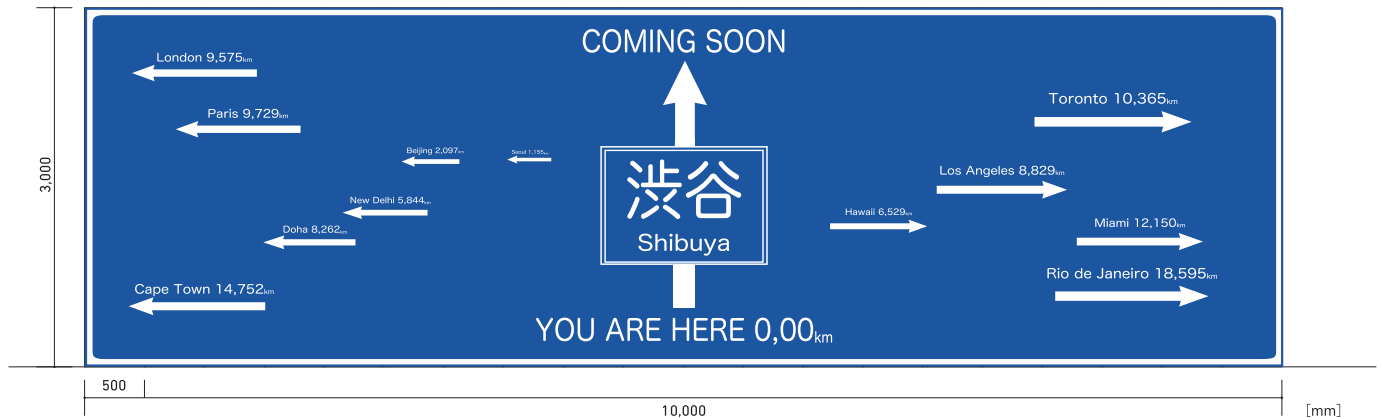 COMING SOON
London 9,575km
Paris 9,729km
Beijing 2,097km
Seoul 1,155km
New Delhi 5,844km
Doha 8,262km
Cape Town 14,752km
渋谷
Shibuya
YOU ARE HERE 0,00km
Toronto 10,365km
Los Angeles 8,829km
Hawaii 6,529km
Miami 12,150km
Rio de Janeiro 18,595km
3,000
500
10,000
[mm]